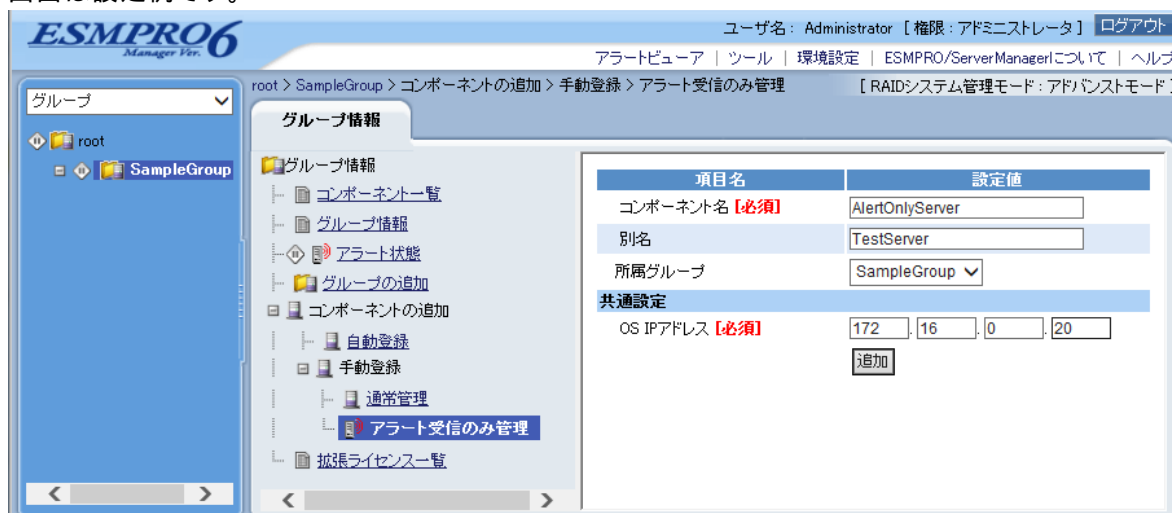 画面は設定例です。
ESMPRO6
Manager Ver.
ユーザ名： Administrator [ 権限：アドミニストレータ ] ログアウト
アラートビューア | ツール | 環境設定 | ESMPRO/ServerManagerについて | ヘルプ
グループ
root > SampleGroup > コンポーネントの追加 > 手動登録 > アラート受信のみ管理 [ RAIDシステム管理モード：アドバンストモード ]
グループ情報
root
SampleGroup
グループ情報
コンポーネント一覧
グループ情報
アラート状態
グループの追加
コンポーネントの追加
自動登録
手動登録
通常管理
アラート受信のみ管理
拡張ライセンス一覧
項目名 設定値
コンポーネント名 [必須] AlertOnlyServer
別名 TestServer
所属グループ SampleGroup
共通設定
OS IPアドレス [必須] 172 . 16 . 0 . 20
追加